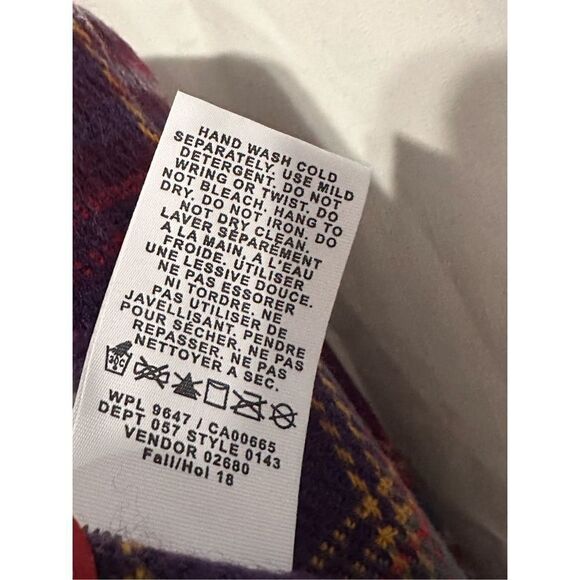 HAND WASH COLD
SEPARATELY. USE MILD
DETERGENT. DO NOT
WRING OR TWIST. DO
NOT BLEACH. HANG TO
DRY. DO NOT IRON. DO
NOT DRY CLEAN.
LAVER SÉPARÉMENT
À LA MAIN, À L'EAU
FROIDE. UTILISER
UNE LESSIVE DOUCE.
NE PAS ESSORER
NI TORDRE. NE
PAS UTILISER DE
JAVELLISANT. PENDRE
POUR SÉCHER. NE PAS
REPASSER. NE PAS
NETTOYER A SEC.
30C
WPL 9647 / CA00665
DEPT 057 STYLE 0143
VENDOR 02680
Fall/Hol 18